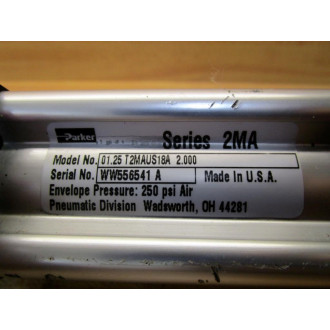 Parker
Series 2MA
Model No. 01.25 T2MAUS18A 2.000
Serial No. WW556541 A Made In U.S.A.
Envelope Pressure: 250 psi Air
Pneumatic Division Wadsworth, OH 44281